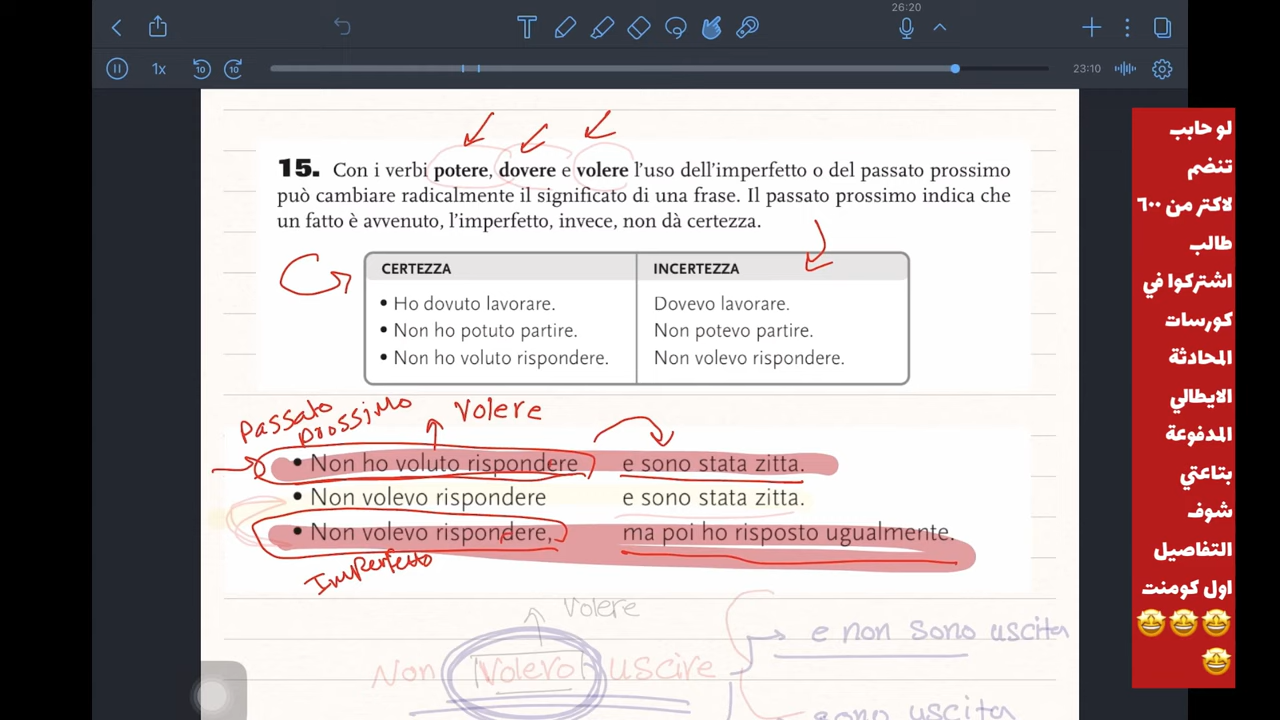 26:20
1x
10
10
23:10
15. Con i verbi potere, dovere e volere l'uso dell'imperfetto o del passato prossimo
può cambiare radicalmente il significato di una frase. Il passato prossimo indica che
un fatto è avvenuto, l'imperfetto, invece, non dà certezza.
CERTEZZA INCERTEZZA
• Ho dovuto lavorare. Dovevo lavorare.
• Non ho potuto partire. Non potevo partire.
• Non ho voluto rispondere. Non volevo rispondere.
Passato
prossimo
Volere
• Non ho voluto rispondere e sono stata zitta.
• Non volevo rispondere e sono stata zitta.
• Non volevo rispondere, ma poi ho risposto ugualmente.
Imperfetto
Volere
e non sono uscita
Non volevo uscire
sono uscita
لو حابب
تنضم
لاكتر من ٦٠٠
طالب
اشتركوا في
كورسات
المحادثة
الايطالي
المدفوعة
بتاعتي
شوف
التفاصيل
اول كومنت